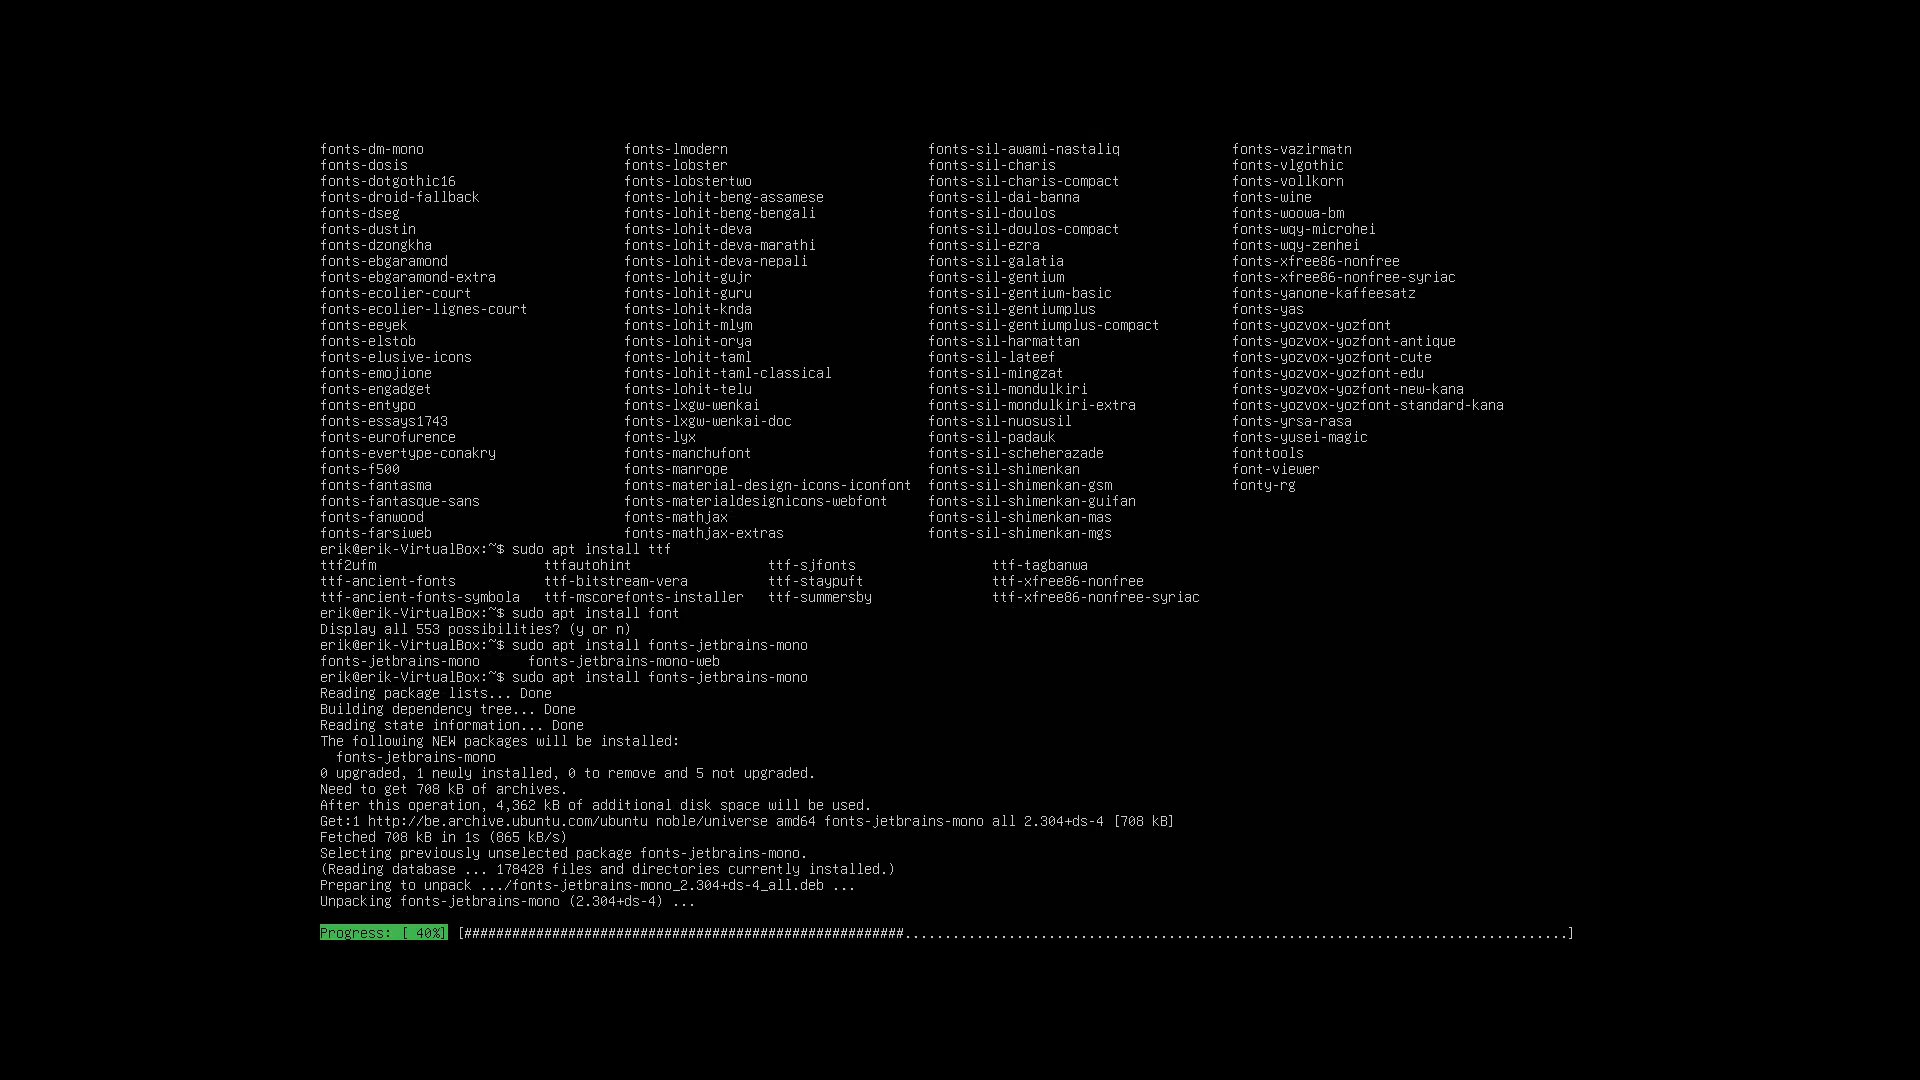 fonts-dm-mono fonts-lmodern fonts-sil-awami-nastaliq fonts-vazirmatn
fonts-dosis fonts-lobster fonts-sil-charis fonts-vlgothic
fonts-dotgothic16 fonts-lobstertwo fonts-sil-charis-compact fonts-vollkorn
fonts-droid-fallback fonts-lohit-beng-assamese fonts-sil-dai-banna fonts-wine
fonts-dseg fonts-lohit-beng-bengali fonts-sil-doulos fonts-woowa-bm
fonts-dustin fonts-lohit-deva fonts-sil-doulos-compact fonts-wqy-microhei
fonts-dzongkha fonts-lohit-deva-marathi fonts-sil-ezra fonts-wqy-zenhei
fonts-ebgaramond fonts-lohit-deva-nepali fonts-sil-galatia fonts-xfree86-nonfree
fonts-ebgaramond-extra fonts-lohit-gujr fonts-sil-gentium fonts-xfree86-nonfree-syriac
fonts-ecolier-court fonts-lohit-guru fonts-sil-gentium-basic fonts-yanone-kaffeesatz
fonts-ecolier-lignes-court fonts-lohit-knda fonts-sil-gentiumplus fonts-yas
fonts-eeyek fonts-lohit-mlym fonts-sil-gentiumplus-compact fonts-yozvox-yozfont
fonts-elstob fonts-lohit-orya fonts-sil-harmattan fonts-yozvox-yozfont-antique
fonts-elusive-icons fonts-lohit-taml fonts-sil-lateef fonts-yozvox-yozfont-cute
fonts-emojione fonts-lohit-taml-classical fonts-sil-mingzat fonts-yozvox-yozfont-edu
fonts-engadget fonts-lohit-telu fonts-sil-mondulkiri fonts-yozvox-yozfont-new-kana
fonts-entypo fonts-lxgw-wenkai fonts-sil-mondulkiri-extra fonts-yozvox-yozfont-standard-kana
fonts-essays1743 fonts-lxgw-wenkai-doc fonts-sil-nuosusil fonts-yrsa-rasa
fonts-eurofurence fonts-lyx fonts-sil-padauk fonts-yusei-magic
fonts-evertype-conakry fonts-manchufont fonts-sil-scheherazade fonttools
fonts-f500 fonts-manrope fonts-sil-shimenkan font-viewer
fonts-fantasma fonts-material-design-icons-iconfont fonts-sil-shimenkan-gsm fonty-rg
fonts-fantasque-sans fonts-materialdesignicons-webfont fonts-sil-shimenkan-guifan
fonts-fanwood fonts-mathjax fonts-sil-shimenkan-mas
fonts-farsiweb fonts-mathjax-extras fonts-sil-shimenkan-mgs
erik@erik-VirtualBox:~$ sudo apt install ttf
ttf2ufm ttfautohint ttf-sjfonts ttf-tagbanwa
ttf-ancient-fonts ttf-bitstream-vera ttf-staypuft ttf-xfree86-nonfree
ttf-ancient-fonts-symbola ttf-mscorefonts-installer ttf-summersby ttf-xfree86-nonfree-syriac
erik@erik-VirtualBox:~$ sudo apt install font
Display all 553 possibilities? (y or n)
erik@erik-VirtualBox:~$ sudo apt install fonts-jetbrains-mono
fonts-jetbrains-mono fonts-jetbrains-mono-web
erik@erik-VirtualBox:~$ sudo apt install fonts-jetbrains-mono
Reading package lists... Done
Building dependency tree... Done
Reading state information... Done
The following NEW packages will be installed:
fonts-jetbrains-mono
0 upgraded, 1 newly installed, 0 to remove and 5 not upgraded.
Need to get 708 kB of archives.
After this operation, 4,362 kB of additional disk space will be used.
Get:1 http://be.archive.ubuntu.com/ubuntu noble/universe amd64 fonts-jetbrains-mono all 2.304+ds-4 [708 kB]
Fetched 708 kB in 1s (865 kB/s)
Selecting previously unselected package fonts-jetbrains-mono.
(Reading database ... 178428 files and directories currently installed.)
Preparing to unpack .../fonts-jetbrains-mono_2.304+ds-4_all.deb ...
Unpacking fonts-jetbrains-mono (2.304+ds-4) ...
Progress: [ 40%] [#######################################################...................................................................................]